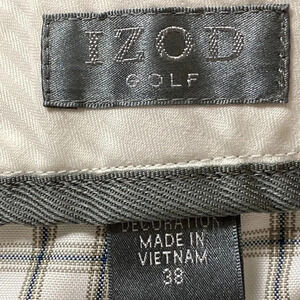 IZOD
GOLF
DECORATION
MADE IN
VIETNAM
38